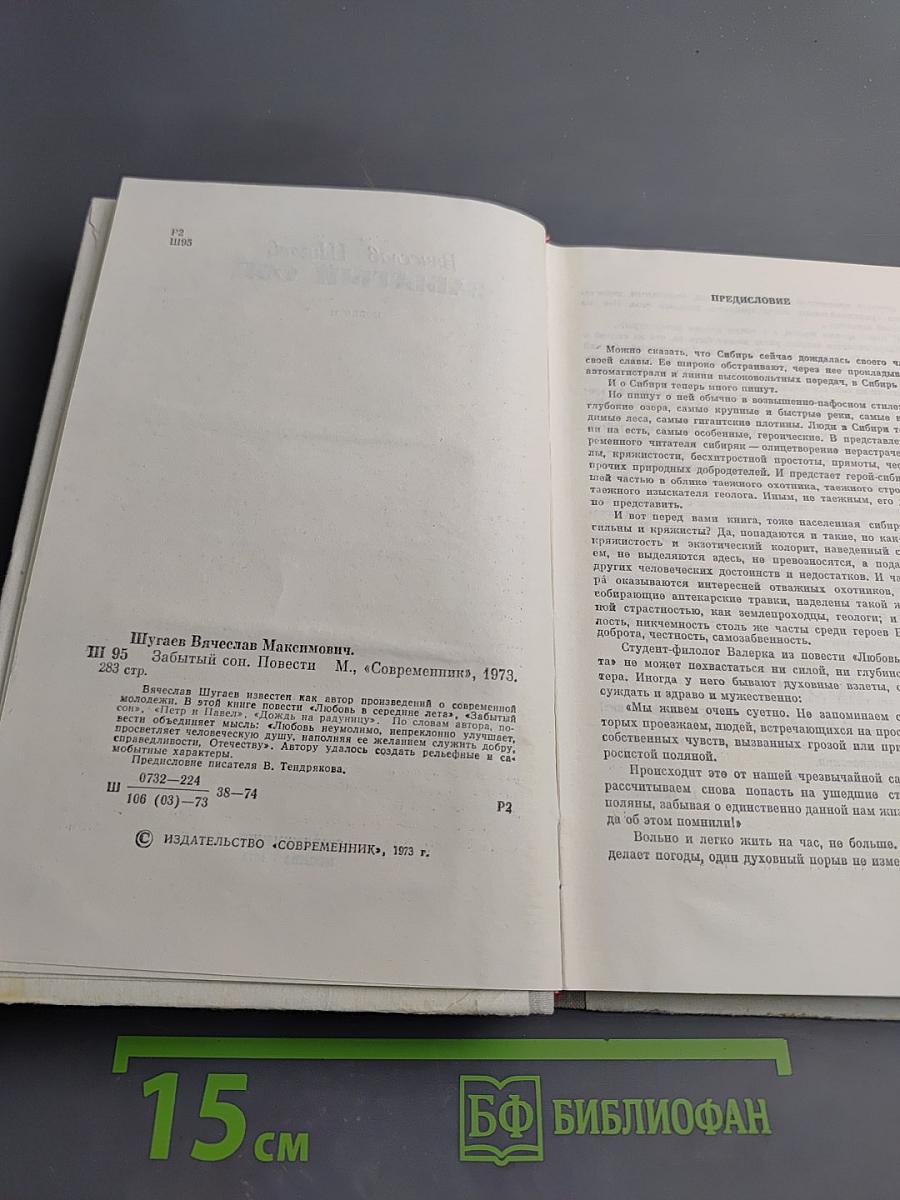 Р2
Ш95
Шугаев Вячеслав Максимович.
Ш 95 Забытый сон. Повести М., «Современник», 1973.
283 стр.
Вячеслав Шугаев известен как автор произведений о современной
молодежи. В этой книге повести «Любовь в середине лета», «Забытый
сон», «Петр и Павел», «Дождь на радуницу». По словам автора, по-
вести объединяет мысль: «Любовь неумолимо, непреклонно улучшает,
просветляет человеческую душу, наполняя ее желанием служить добру,
справедливости, Отечеству». Автору удалось создать рельефные и са-
мобытные характеры.
Предисловие писателя В. Тендрякова.
Ш 0732—224
106 (03)—73 38—74
Р2
© ИЗДАТЕЛЬСТВО «СОВРЕМЕННИК», 1973 г.
ПРЕДИСЛОВИЕ
Можно сказать, что Сибирь сейчас дождалась своего
своей славы. Ее широко обстраивают, через нее прокладыв
автомагистрали и линии высоковольтных передач, в Сибирь
И о Сибири теперь много пишут.
Но пишут о ней обычно в возвышенно-пафосном стиле:
глубокие озера, самые крупные и быстрые реки, самые
димые леса, самые гигантские плотины. Люди в Сибири
ни на есть, самые особенные, героические. В представле
ременного читателя сибиряк — олицетворение нерастраче
лы, кряжистости, бесхитростной простоты, прямоты, чес
прочих природных добродетелей. И предстает герой-сиби
шей частью в облике таежного охотника, таежного стро
таежного изыскателя геолога. Иным, не таежным, его
но представить.
И вот перед вами книга, тоже населенная сибир
сильны и кряжисты? Да, попадаются и такие, но как-
кряжистость и экзотический колорит, наведенный
ем, не выделяются здесь, не превозносятся, а пода
других человеческих достоинств и недостатков. И ча
ра оказываются интересней отважных охотников,
собирающие аптекарские травки, наделены такой
ной страстностью, как землепроходцы, геологи; и
лость, никчемность столь же часты среди героев
доброта, честность, самозабвенность.
Студент-филолог Валерка из повести «Любовь
та» не может похвастаться ни силой, ни глубино
тера. Иногда у него бывают духовные взлеты,
суждать и здраво и мужественно:
«Мы живем очень суетно. Не запоминаем
торых проезжаем, людей, встречающихся на прос
собственных чувств, вызванных грозой или при
росистой поляной.
Происходит это от нашей чрезвычайной са
рассчитываем снова попасть на ушедшие ст
поляны, забывая о единственно данной нам жиз
да об этом помнили!»
Вольно и легко жить на час, не больше.
делает погоды, один духовный порыв не изме
15 см
БФ БИБЛИОФАН